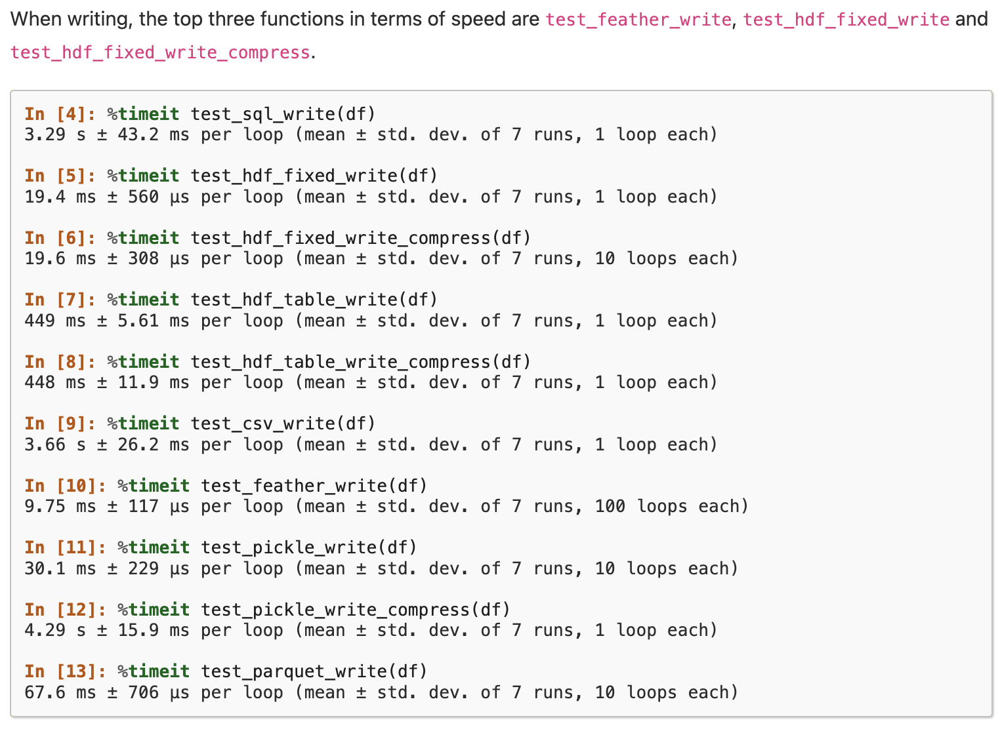 When writing, the top three functions in terms of speed are test_feather_write, test_hdf_fixed_write and
test_hdf_fixed_write_compress.
In [4]: %timeit test_sql_write(df)
3.29 s ± 43.2 ms per loop (mean ± std. dev. of 7 runs, 1 loop each)
In [5]: %timeit test_hdf_fixed_write(df)
19.4 ms ± 560 µs per loop (mean ± std. dev. of 7 runs, 1 loop each)
In [6]: %timeit test_hdf_fixed_write_compress(df)
19.6 ms ± 308 µs per loop (mean ± std. dev. of 7 runs, 10 loops each)
In [7]: %timeit test_hdf_table_write(df)
449 ms ± 5.61 ms per loop (mean ± std. dev. of 7 runs, 1 loop each)
In [8]: %timeit test_hdf_table_write_compress(df)
448 ms ± 11.9 ms per loop (mean ± std. dev. of 7 runs, 1 loop each)
In [9]: %timeit test_csv_write(df)
3.66 s ± 26.2 ms per loop (mean ± std. dev. of 7 runs, 1 loop each)
In [10]: %timeit test_feather_write(df)
9.75 ms ± 117 µs per loop (mean ± std. dev. of 7 runs, 100 loops each)
In [11]: %timeit test_pickle_write(df)
30.1 ms ± 229 µs per loop (mean ± std. dev. of 7 runs, 10 loops each)
In [12]: %timeit test_pickle_write_compress(df)
4.29 s ± 15.9 ms per loop (mean ± std. dev. of 7 runs, 1 loop each)
In [13]: %timeit test_parquet_write(df)
67.6 ms ± 706 µs per loop (mean ± std. dev. of 7 runs, 10 loops each)